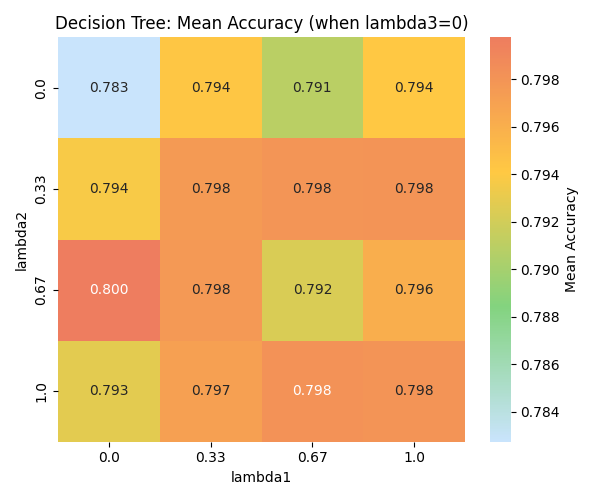 Decision Tree: Mean Accuracy (when lambda3=0)
lambda2
0.0
0.33
0.67
1.0
0.783 0.794 0.791 0.794
0.794 0.798 0.798 0.798
0.800 0.798 0.792 0.796
0.793 0.797 0.798 0.798
0.0 0.33 0.67 1.0
lambda1
0.798
0.796
0.794
0.792
0.790
0.788
0.786
0.784
Mean Accuracy